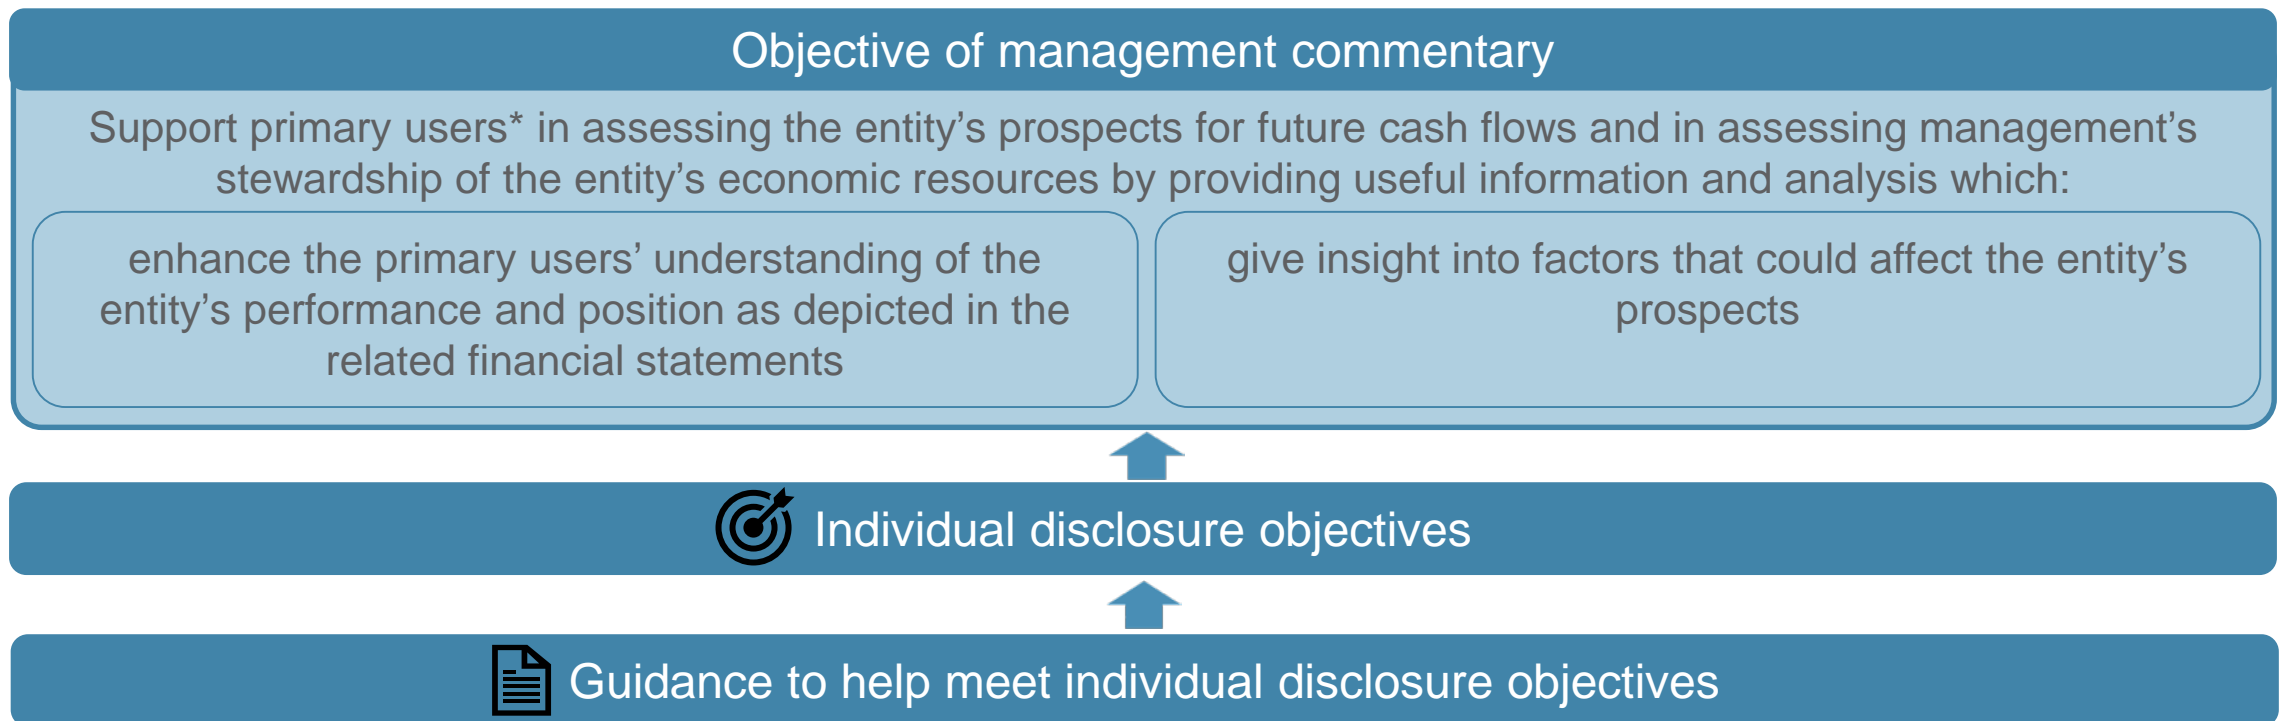 Objective of management commentary
Support primary users* in assessing the entity’s prospects for future cash flows and in assessing management’s
stewardship of the entity’s economic resources by providing useful information and analysis which:
enhance the primary users’ understanding of the
entity’s performance and position as depicted in the
related financial statements
give insight into factors that could affect the entity’s
prospects
Individual disclosure objectives
Guidance to help meet individual disclosure objectives